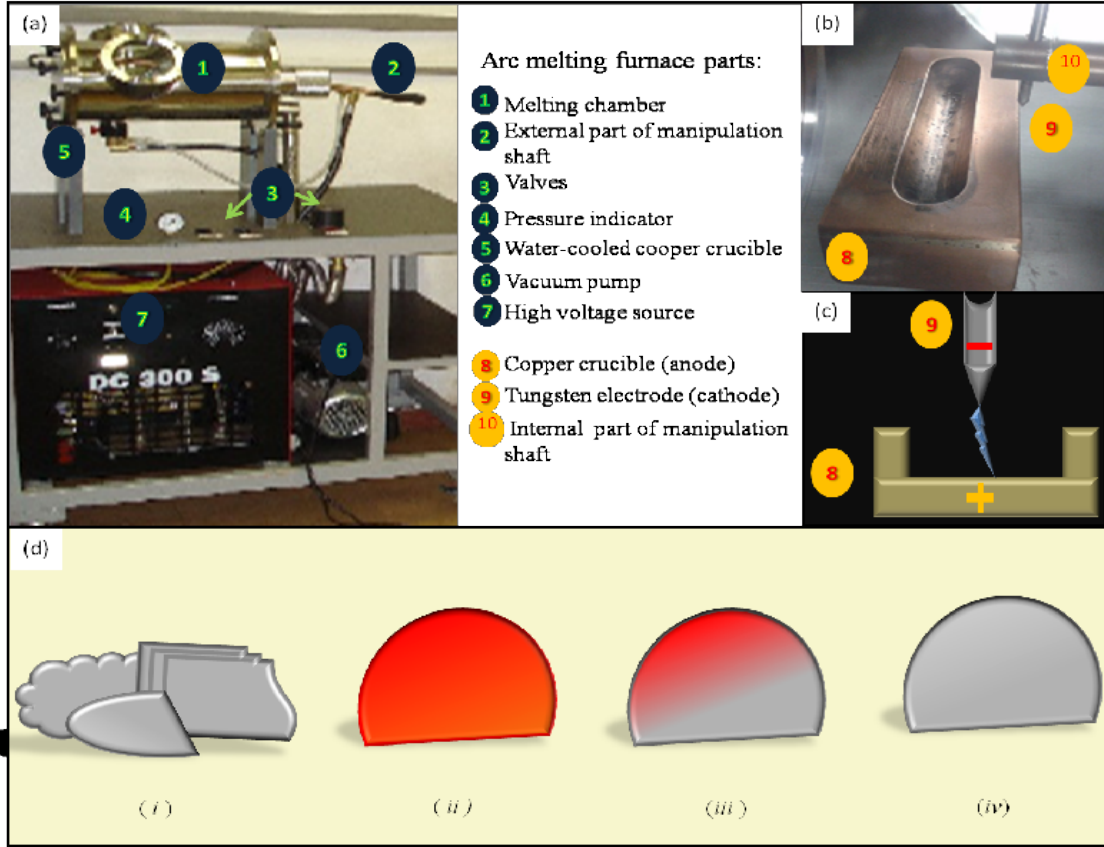 (a)
1
2
5
3
4
7
6
DC 300 S
Arc melting furnace parts:
1 Melting chamber
2 External part of manipulation
shaft
3 Valves
4 Pressure indicator
5 Water-cooled cooper crucible
6 Vacuum pump
7 High voltage source
8 Copper crucible (anode)
9 Tungsten electrode (cathode)
10 Internal part of manipulation
shaft
(b)
10
9
8
(c)
9
8
(d)
(i)
(ii)
(iii)
(iv)